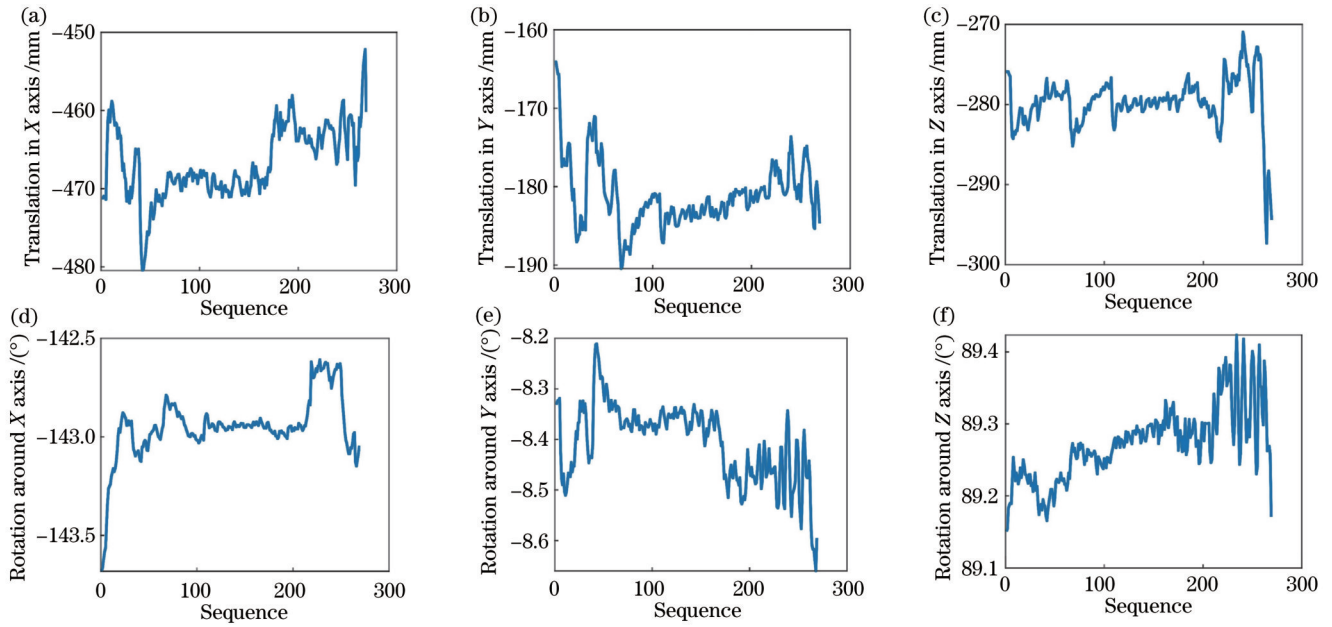 (a)
Translation in X axis /mm
−450
−460
−470
−480
0 100 200 300
Sequence
(b)
Translation in Y axis /mm
−160
−170
−180
−190
0 100 200 300
Sequence
(c)
Translation in Z axis /mm
−270
−280
−290
−300
0 100 200 300
Sequence
(d)
Rotation around X axis /(°)
−142.5
−143.0
−143.5
0 100 200 300
Sequence
(e)
Rotation around Y axis /(°)
−8.2
−8.3
−8.4
−8.5
−8.6
0 100 200 300
Sequence
(f)
Rotation around Z axis /(°)
89.4
89.3
89.2
89.1
0 100 200 300
Sequence